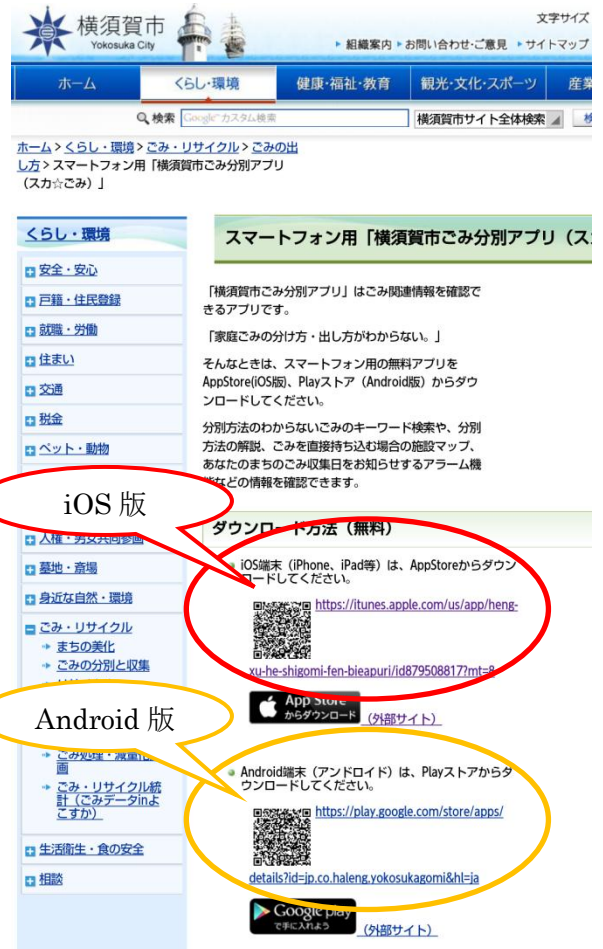 横須賀市
Yokosuka City
文字サイズ
組織案内
お問い合わせ・ご意見
サイトマップ
ホーム
くらし・環境
健康・福祉・教育
観光・文化・スポーツ
産業
検索
Google カスタム検索
横須賀市サイト全体検索
ホーム>くらし・環境>ごみ・リサイクル>ごみの出
し方>スマートフォン用「横須賀市ごみ分別アプリ
（スカ☆ごみ）」
くらし・環境
安全・安心
戸籍・住民登録
就職・労働
住まい
交通
税金
ペット・動物
iOS 版
人権・男女共同参画
墓地・斎場
身近な自然・環境
ごみ・リサイクル
まちの美化
ごみの分別と収集
Android 版
ごみ処理・減量化
画
ごみ・リサイクル統
計（ごみデータinよ
こすか）
生活衛生・食の安全
相談
スマートフォン用「横須賀市ごみ分別アプリ（ス
「横須賀市ごみ分別アプリ」はごみ関連情報を確認で
きるアプリです。
「家庭ごみの分け方・出し方がわからない。」
そんなときは、スマートフォン用の無料アプリを
AppStore(iOS版)、Playストア（Android版）からダウ
ンロードしてください。
分別方法のわからないごみのキーワード検索や、分別
方法の解説、ごみを直接持ち込む場合の施設マップ、
あなたのまちのごみ収集日をお知らせするアラーム機
能などの情報を確認できます。
ダウンロード方法（無料）
iOS端末（iPhone、iPad等）は、AppStoreからダウン
ロードしてください。
https://itunes.apple.com/us/app/heng-
xu-he-shigomi-fen-bieapuri/id879508817?mt=8
App Store
からダウンロード
（外部サイト）
Android端末（アンドロイド）は、Playストアからダ
ウンロードしてください。
https://play.google.com/store/apps/
details?id=jp.co.haleng.yokosukagomi&hl=ja
Google play
で手に入れよう
（外部サイト）